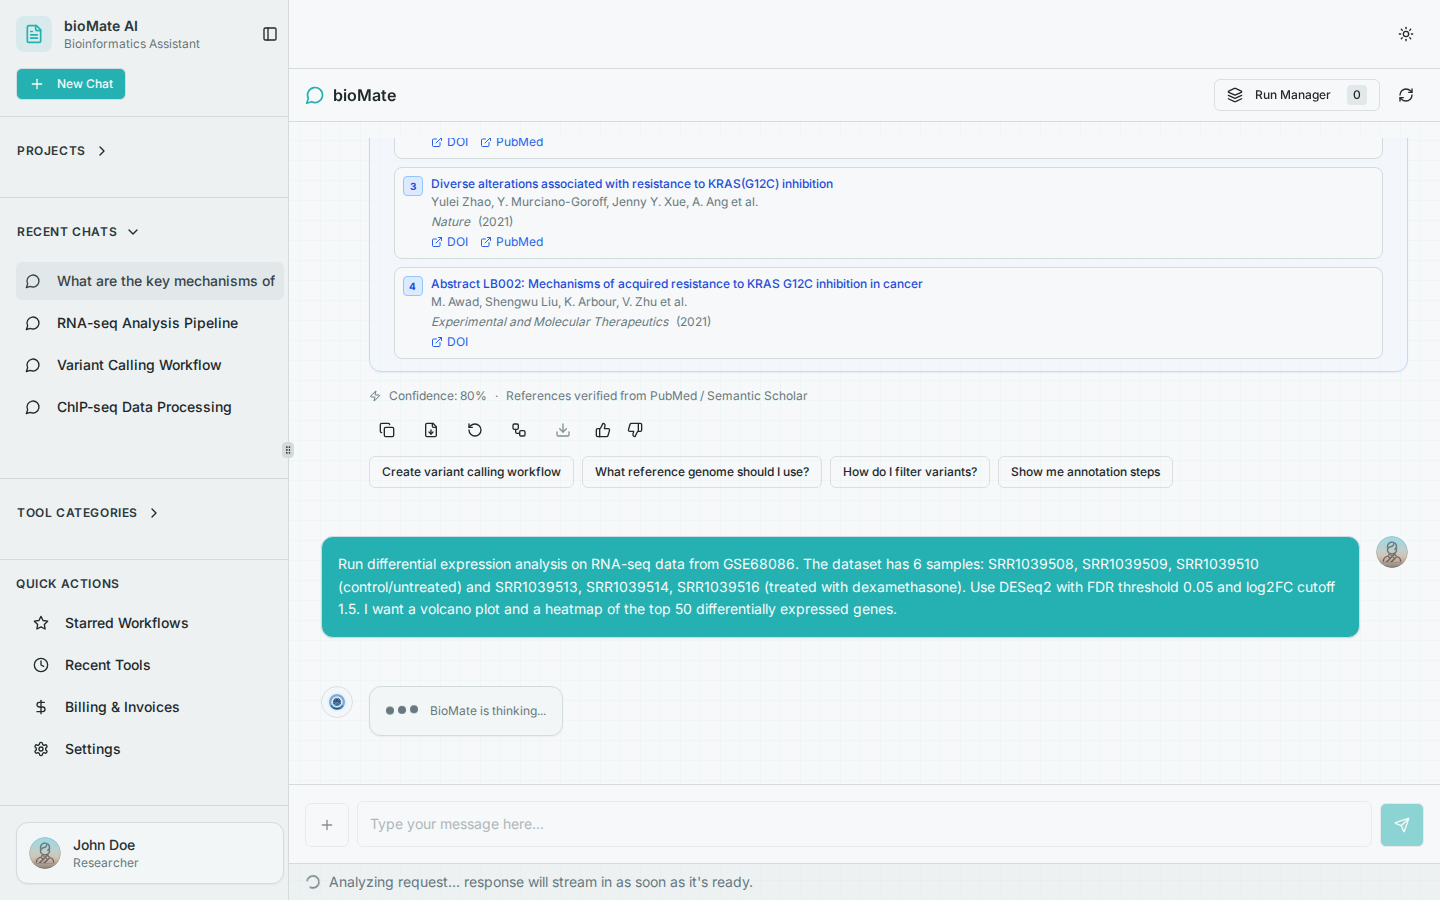 bioMate AI
Bioinformatics Assistant
New Chat
PROJECTS
RECENT CHATS
What are the key mechanisms of
RNA-seq Analysis Pipeline
Variant Calling Workflow
ChIP-seq Data Processing
TOOL CATEGORIES
QUICK ACTIONS
Starred Workflows
Recent Tools
Billing & Invoices
Settings
John Doe
Researcher
bioMate
Run Manager 0
DOI PubMed
3 Diverse alterations associated with resistance to KRAS(G12C) inhibition
Yulei Zhao, Y. Murciano-Goroff, Jenny Y. Xue, A. Ang et al.
Nature (2021)
DOI PubMed
4 Abstract LB002: Mechanisms of acquired resistance to KRAS G12C inhibition in cancer
M. Awad, Shengwu Liu, K. Arbour, V. Zhu et al.
Experimental and Molecular Therapeutics (2021)
DOI
Confidence: 80% · References verified from PubMed / Semantic Scholar
Create variant calling workflow
What reference genome should I use?
How do I filter variants?
Show me annotation steps
Run differential expression analysis on RNA-seq data from GSE68086. The dataset has 6 samples: SRR1039508, SRR1039509, SRR1039510
(control/untreated) and SRR1039513, SRR1039514, SRR1039516 (treated with dexamethasone). Use DESeq2 with FDR threshold 0.05 and log2FC cutoff
1.5. I want a volcano plot and a heatmap of the top 50 differentially expressed genes.
BioMate is thinking...
Type your message here...
Analyzing request... response will stream in as soon as it's ready.